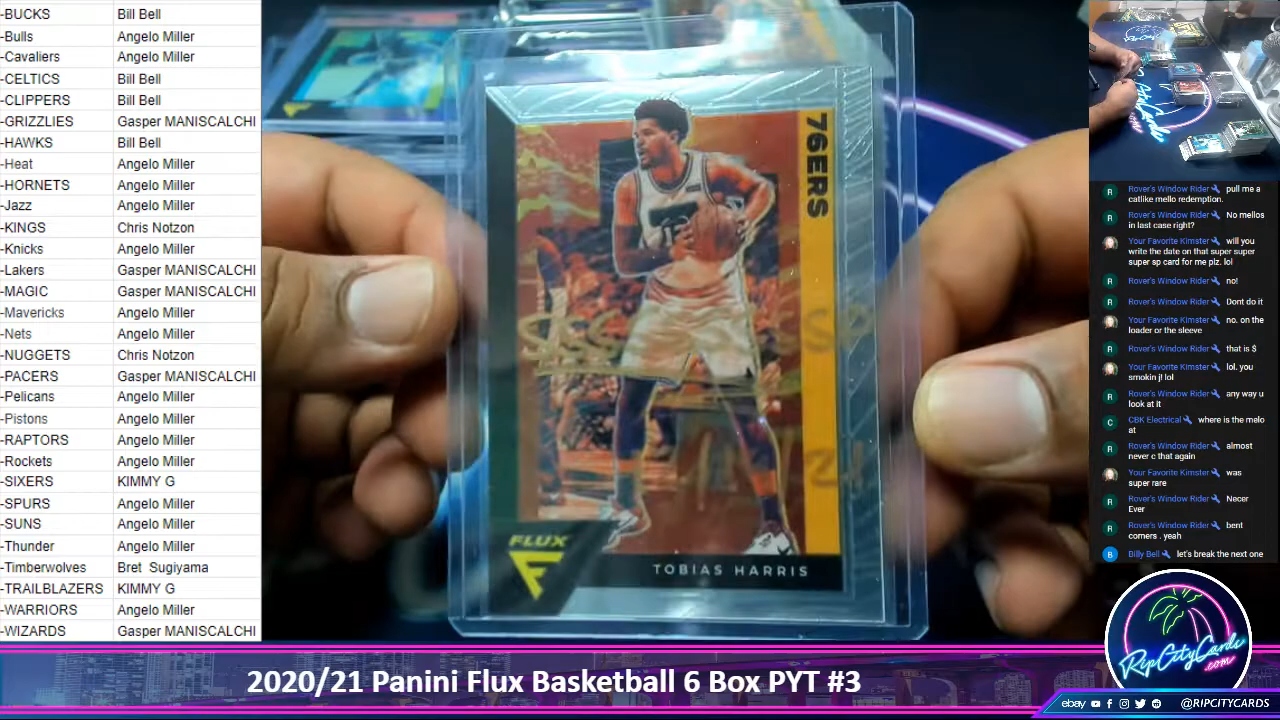 -BUCKS Bill Bell
-Bulls Angelo Miller
-Cavaliers Angelo Miller
-CELTICS Bill Bell
-CLIPPERS Bill Bell
-GRIZZLIES Gasper MANISCALCHI
-HAWKS Bill Bell
-Heat Angelo Miller
-HORNETS Angelo Miller
-Jazz Angelo Miller
-KINGS Chris Notzon
-Knicks Angelo Miller
-Lakers Gasper MANISCALCHI
-MAGIC Gasper MANISCALCHI
-Mavericks Angelo Miller
-Nets Angelo Miller
-NUGGETS Chris Notzon
-PACERS Gasper MANISCALCHI
-Pelicans Angelo Miller
-Pistons Angelo Miller
-RAPTORS Angelo Miller
-Rockets Angelo Miller
-SIXERS KIMMY G
-SPURS Angelo Miller
-SUNS Angelo Miller
-Thunder Angelo Miller
-Timberwolves Bret Sugiyama
-TRAILBLAZERS KIMMY G
-WARRIORS Angelo Miller
-WIZARDS Gasper MANISCALCHI
76ERS
FLUX
TOBIAS HARRIS
R Rover's Window Rider pull me a
catlike mello redemption.
R Rover's Window Rider No mellos
in last case right?
Your Favorite Kimster will you
write the date on that super super
super sp card for me plz. lol
R Rover's Window Rider no!
R Rover's Window Rider Dont do it
Your Favorite Kimster no. on the
loader or the sleeve
R Rover's Window Rider that is $
Your Favorite Kimster lol. you
smokin j! lol
R Rover's Window Rider any way u
look at it
C CBK Electrical where is the melo
at
R Rover's Window Rider almost
never c that again
Your Favorite Kimster was
super rare
R Rover's Window Rider Necer
Ever
R Rover's Window Rider bent
corners . yeah
B Billy Bell let's break the next one
RipCityCards
.com
2020/21 Panini Flux Basketball 6 Box PYT #3
ebay @RIPCITYCARDS